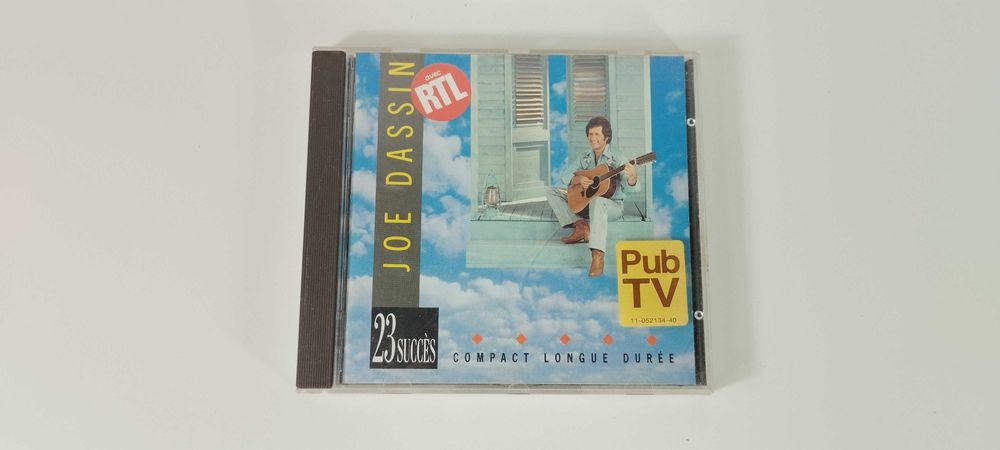 JOE DASSIN
avec
RTL
Pub
TV
11-052134-40
23 SUCCÈS
COMPACT LONGUE DURÉE